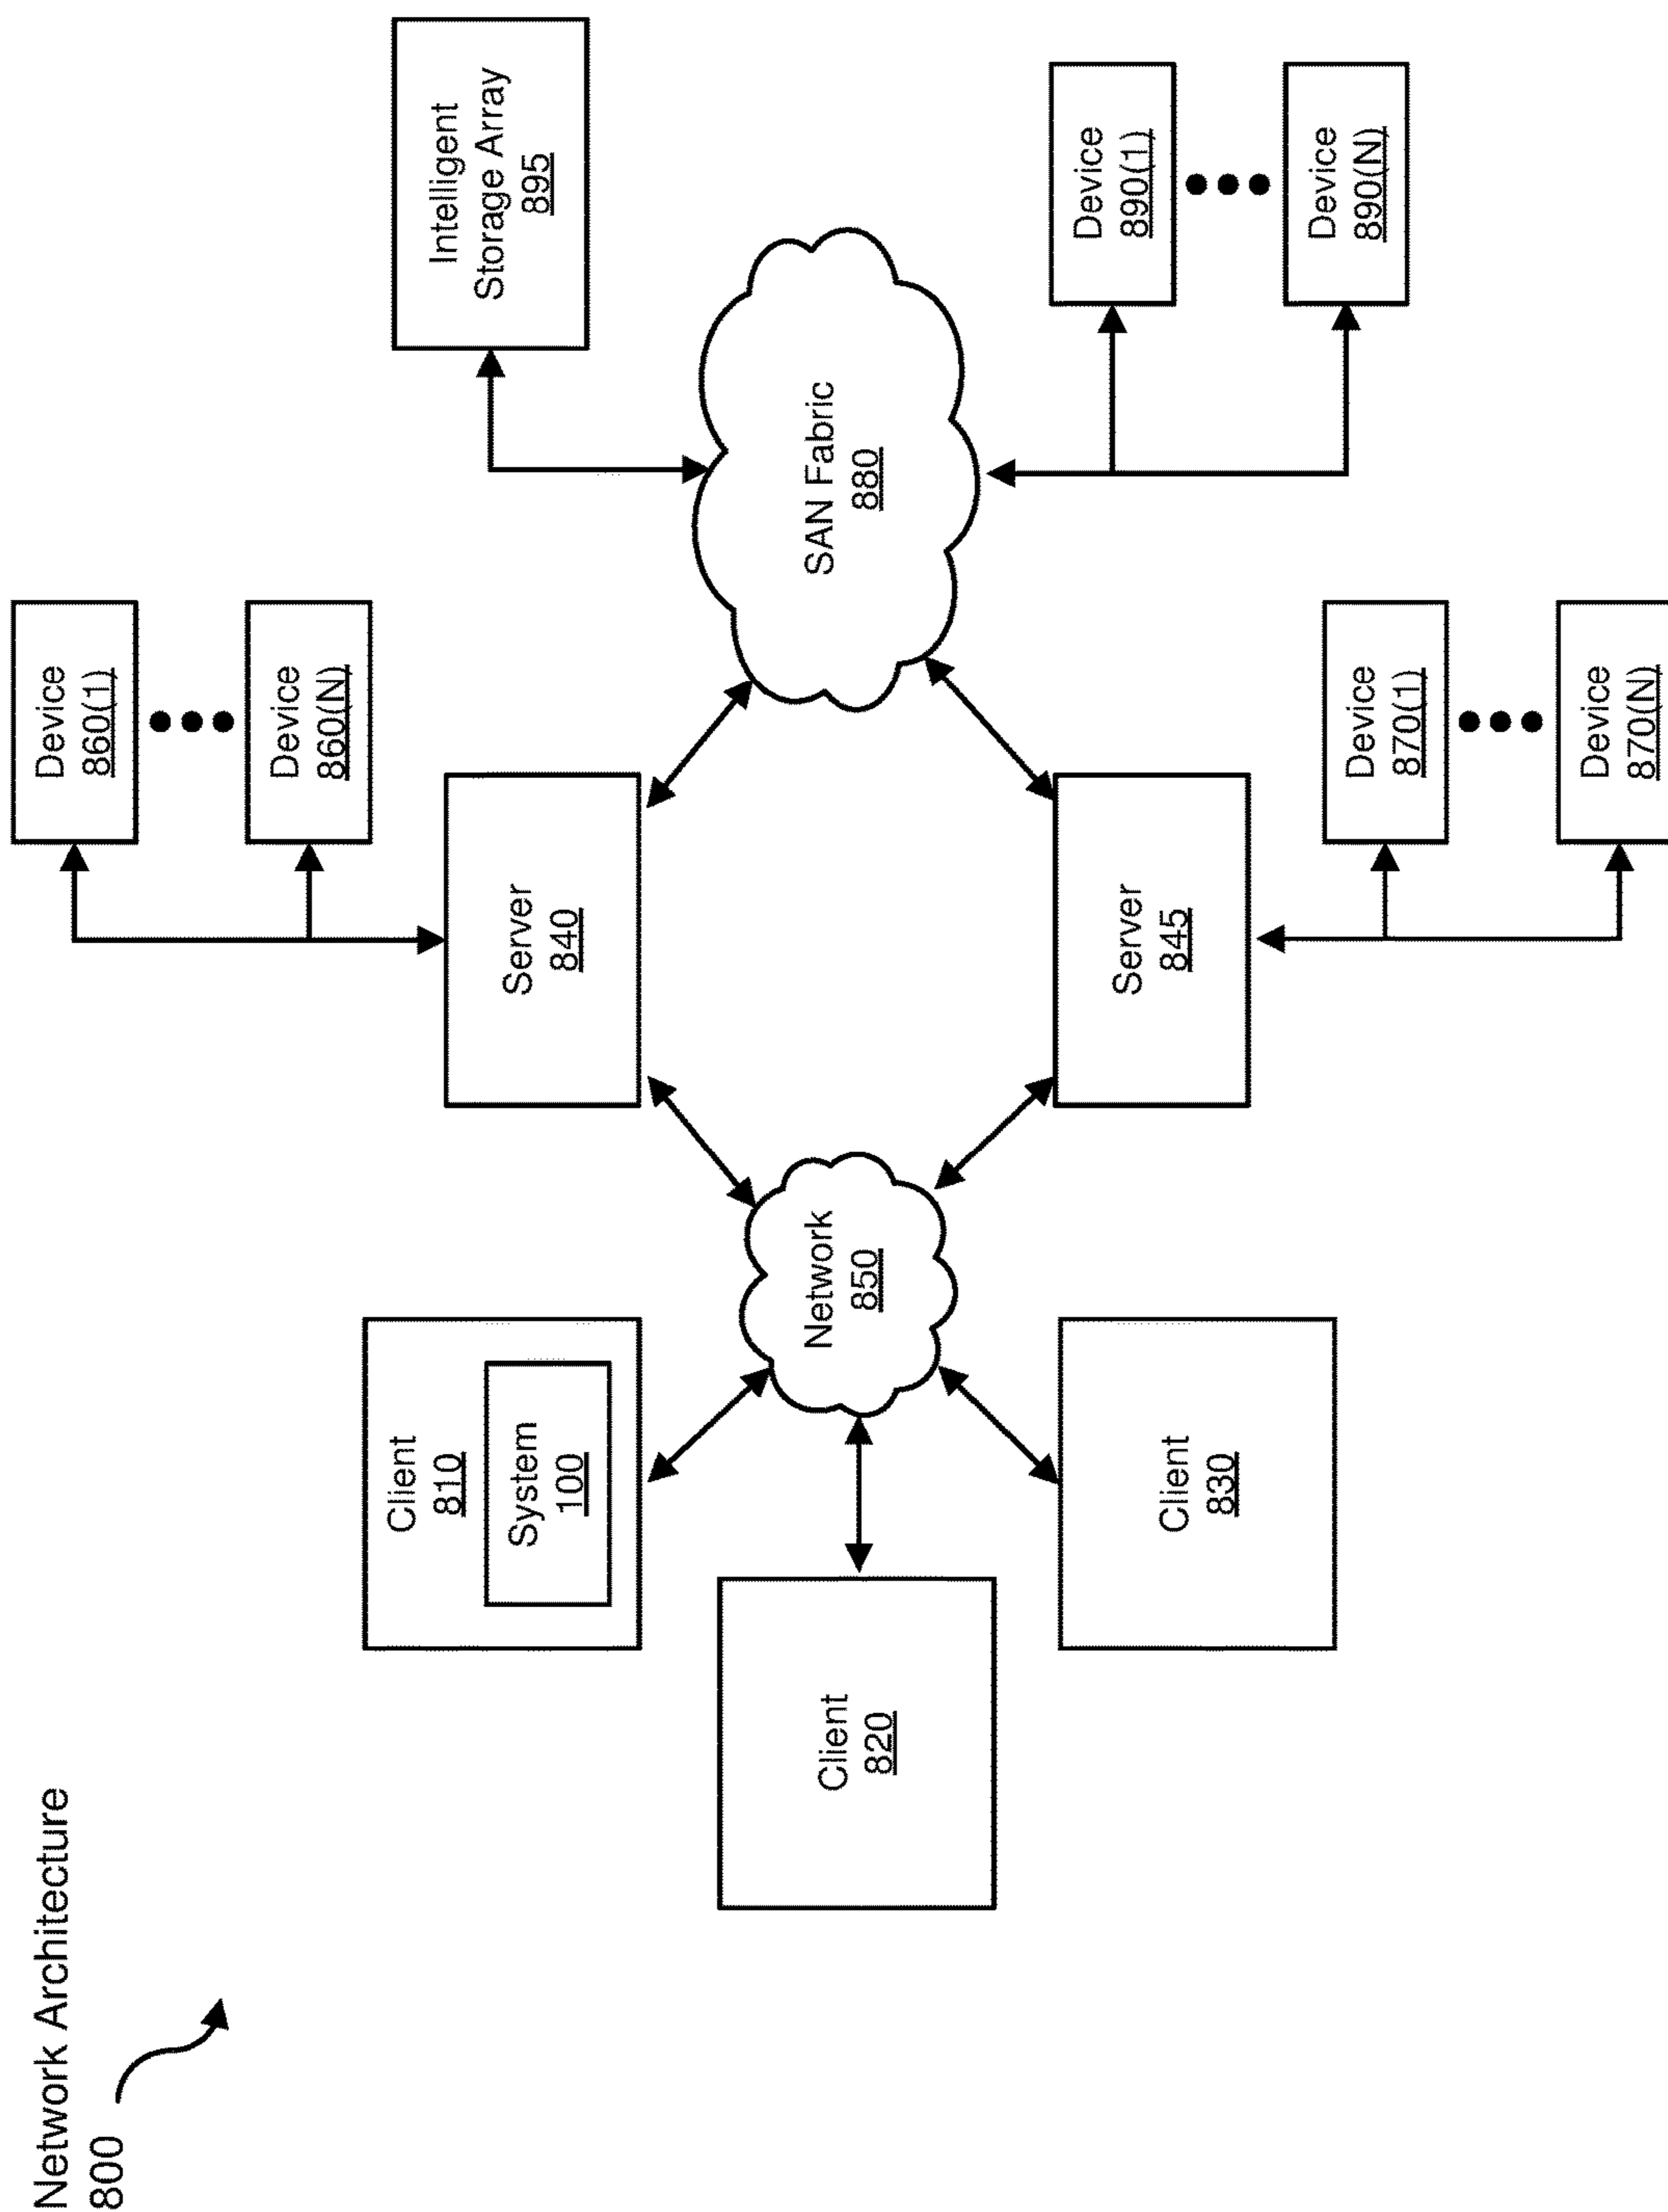 Network Architecture
800
Client
810
System
100
Client
820
Client
830
Network
850
Server
840
Server
845
Device
860(1)
Device
860(N)
Device
870(1)
Device
870(N)
SAN Fabric
880
Intelligent
Storage Array
895
Device
890(1)
Device
890(N)